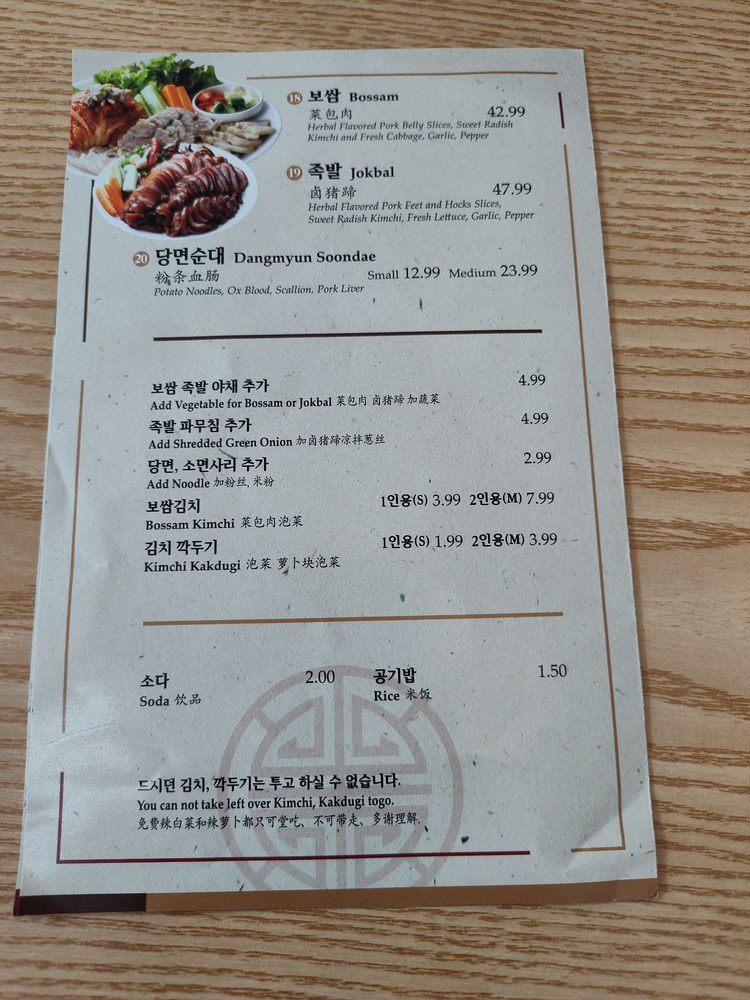 18 보쌈 Bossam
菜包肉 42.99
Herbal Flavored Pork Belly Slices, Sweet Radish
Kimchi and Fresh Cabbage, Garlic, Pepper
19 족발 Jokbal
卤猪蹄 47.99
Herbal Flavored Pork Feet and Hocks Slices,
Sweet Radish Kimchi, Fresh Lettuce, Garlic, Pepper
20 당면순대 Dangmyun Soondae
粉条血肠 Small 12.99 Medium 23.99
Potato Noodles, Ox Blood, Scallion, Pork Liver
보쌈 족발 야채 추가 4.99
Add Vegetable for Bossam or Jokbal 菜包肉 卤猪蹄 加蔬菜
족발 파무침 추가 4.99
Add Shredded Green Onion 加卤猪蹄凉拌葱丝
당면, 소면사리 추가 2.99
Add Noodle 加粉丝, 米粉
보쌈김치 1인용(S) 3.99 2인용(M) 7.99
Bossam Kimchi 菜包肉泡菜
김치 깍두기 1인용(S) 1.99 2인용(M) 3.99
Kimchi Kakdugi 泡菜 萝卜块泡菜
소다 2.00 공기밥 1.50
Soda 饮品 Rice 米饭
드시던 김치, 깍두기는 투고 하실 수 없습니다.
You can not take left over Kimchi, Kakdugi togo.
免费辣白菜和辣萝卜都只可堂吃、不可带走、多谢理解.